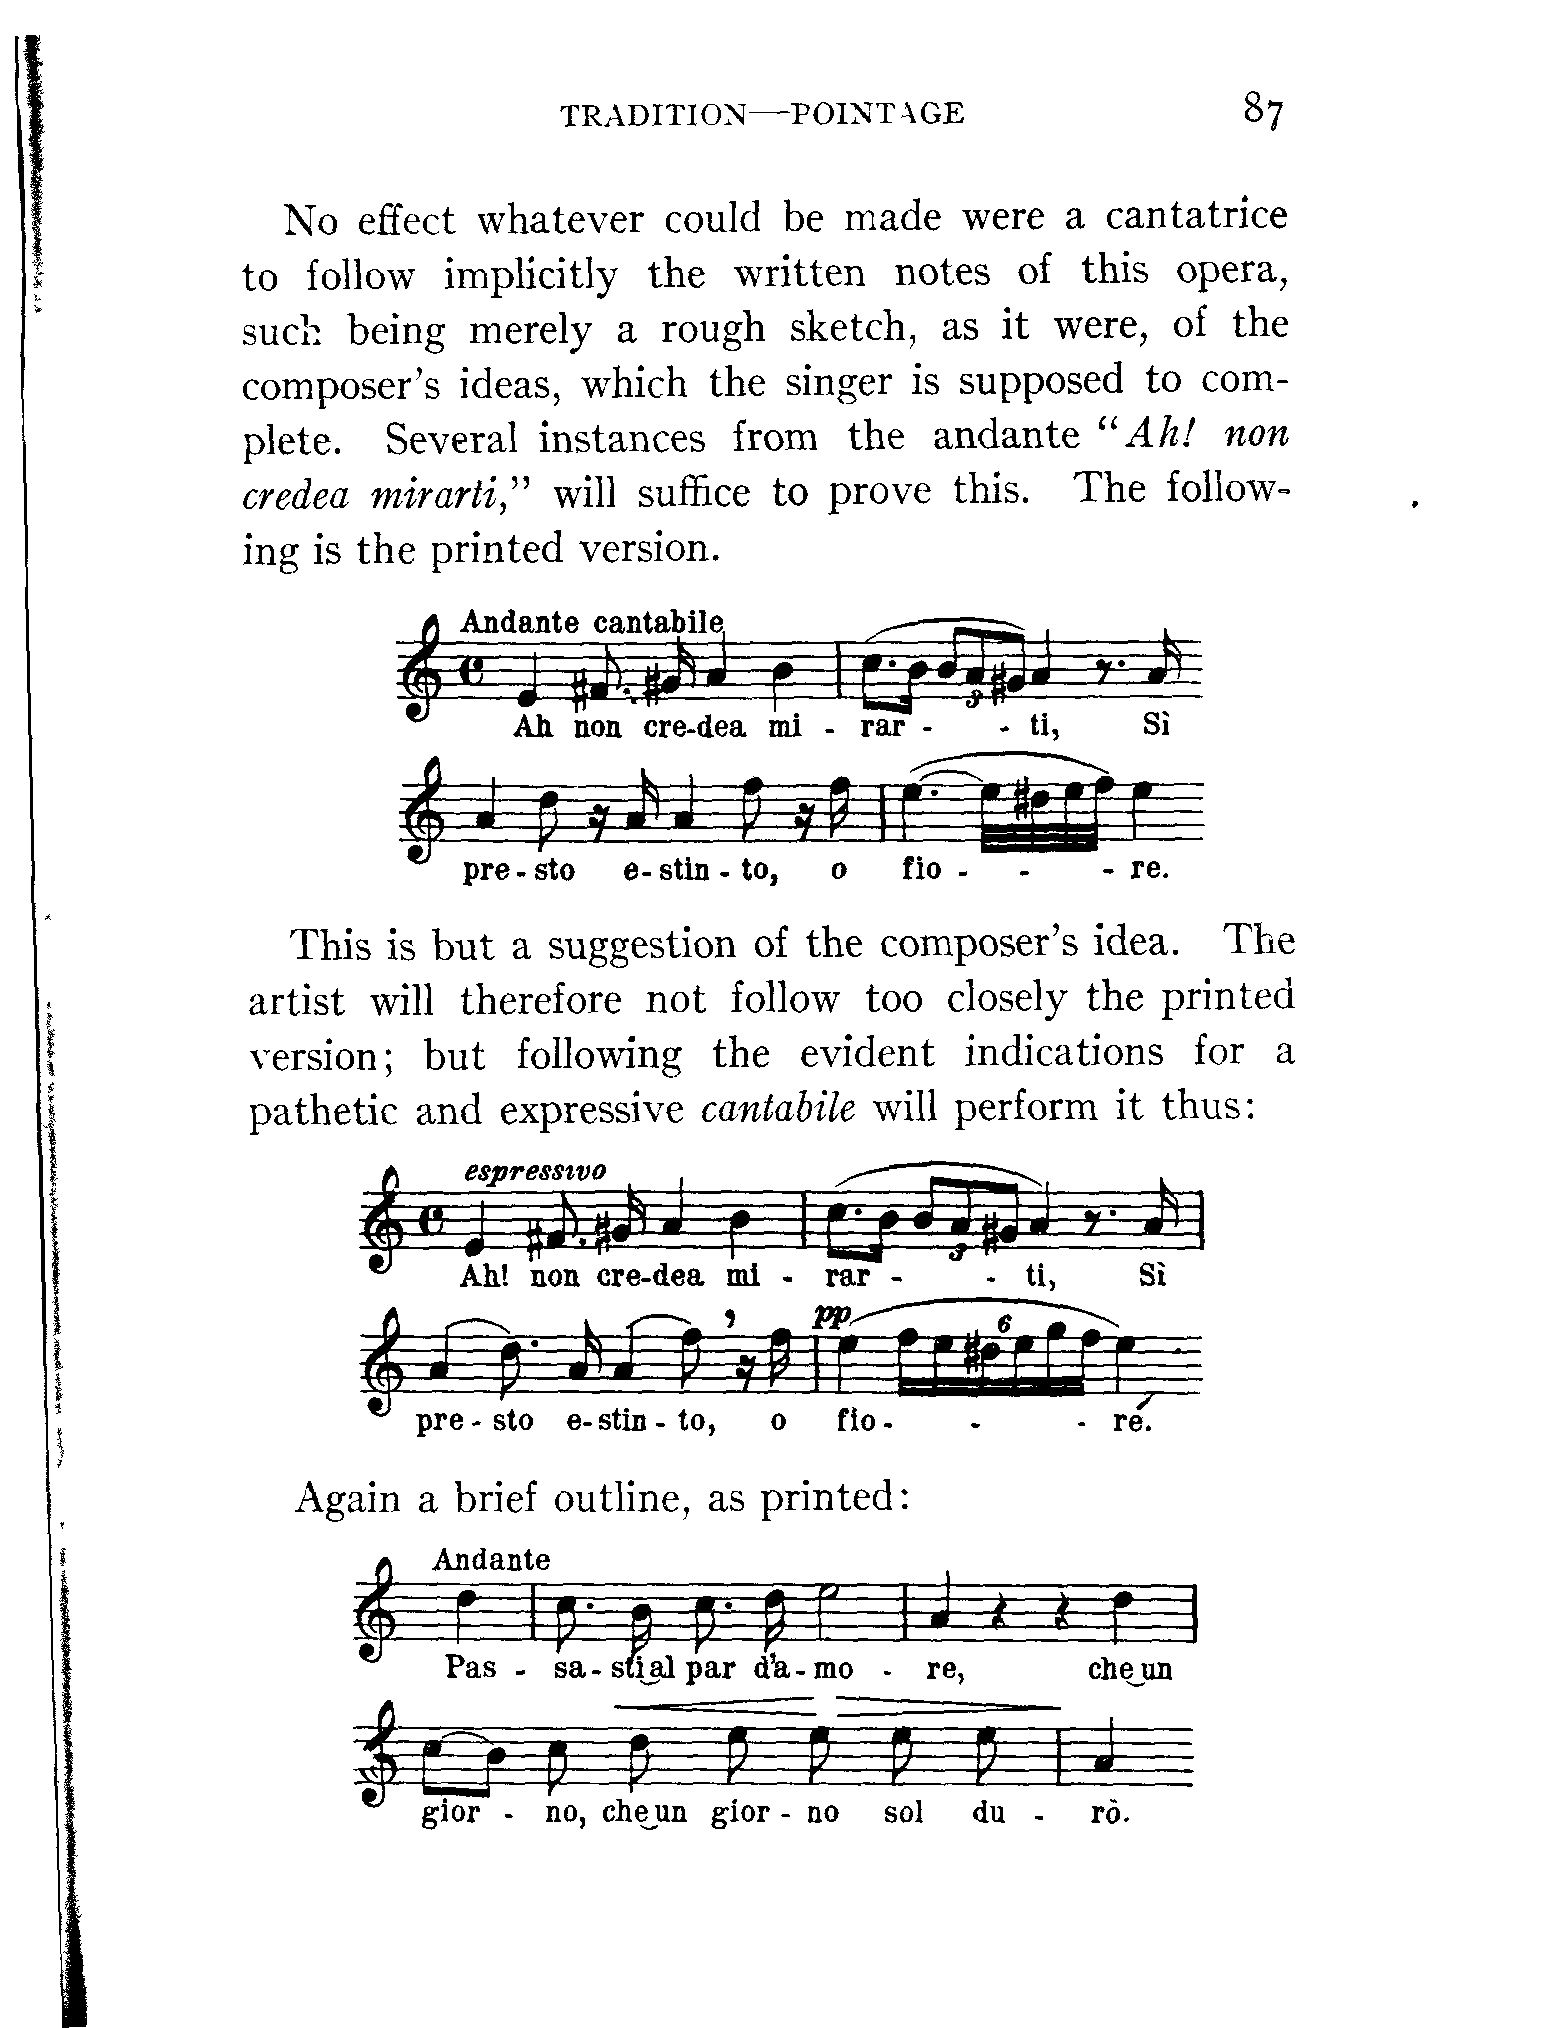 TRADITION—POINTAGE 87
No effect whatever could be made were a cantatrice
to follow implicitly the written notes of this opera,
such being merely a rough sketch, as it were, of the
composer's ideas, which the singer is supposed to com-
plete. Several instances from the andante "Ah! non
credea mirarti," will suffice to prove this. The follow-
ing is the printed version.
Andante cantabile
3
Ah non cre-dea mi - rar - - ti, Sì
pre - sto e- stin - to, o fio - - - re.
This is but a suggestion of the composer's idea. The
artist will therefore not follow too closely the printed
version; but following the evident indications for a
pathetic and expressive cantabile will perform it thus:
espressivo
3
Ah! non cre-dea mi - rar - - ti, Sì
pp 6
pre - sto e- stin - to, o fio - - - re.
Again a brief outline, as printed:
Andante
Pas - sa - sti al par d'a - mo - re, che un
gior - no, che un gior - no sol du - rò.